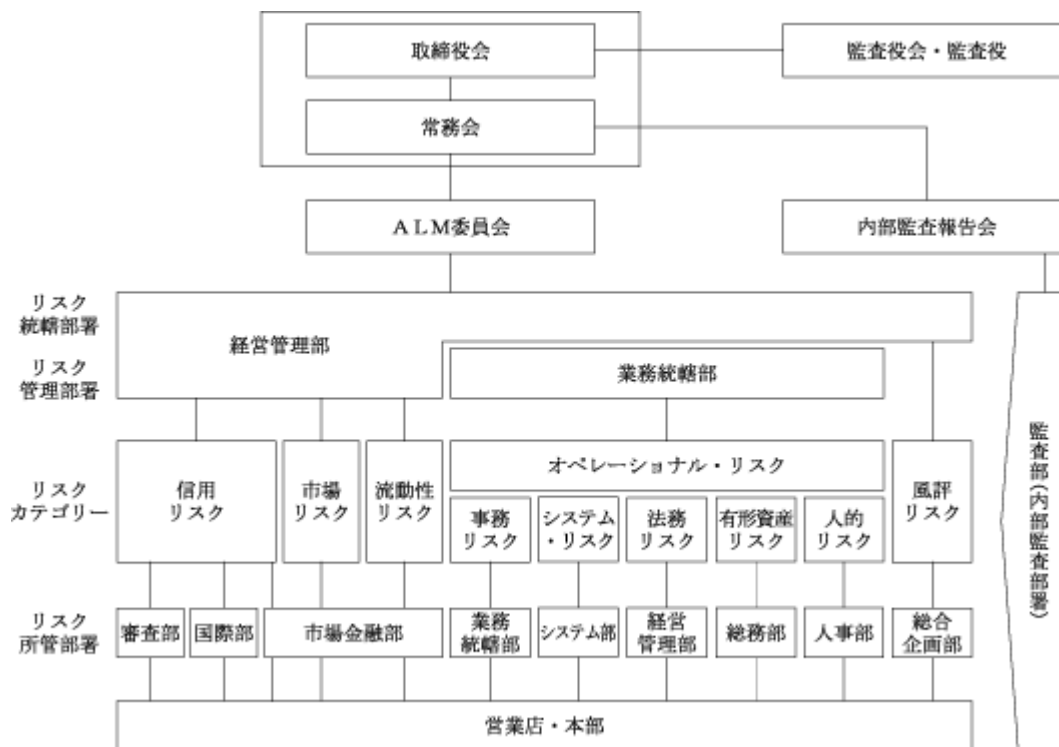 取締役会
監査役会・監査役
常務会
ALM委員会
内部監査報告会
リスク
統轄部署
経営管理部
リスク
管理部署
業務統轄部
リスク
カテゴリー
信用
リスク
市場
リスク
流動性
リスク
オペレーショナル・リスク
事務
リスク
システム
・リスク
法務
リスク
有形資産
リスク
人的
リスク
風評
リスク
監査部(内部監査部署)
リスク
所管部署
審査部
国際部
市場金融部
業務
統轄部
システム部
経営
管理部
総務部
人事部
総合
企画部
営業店・本部